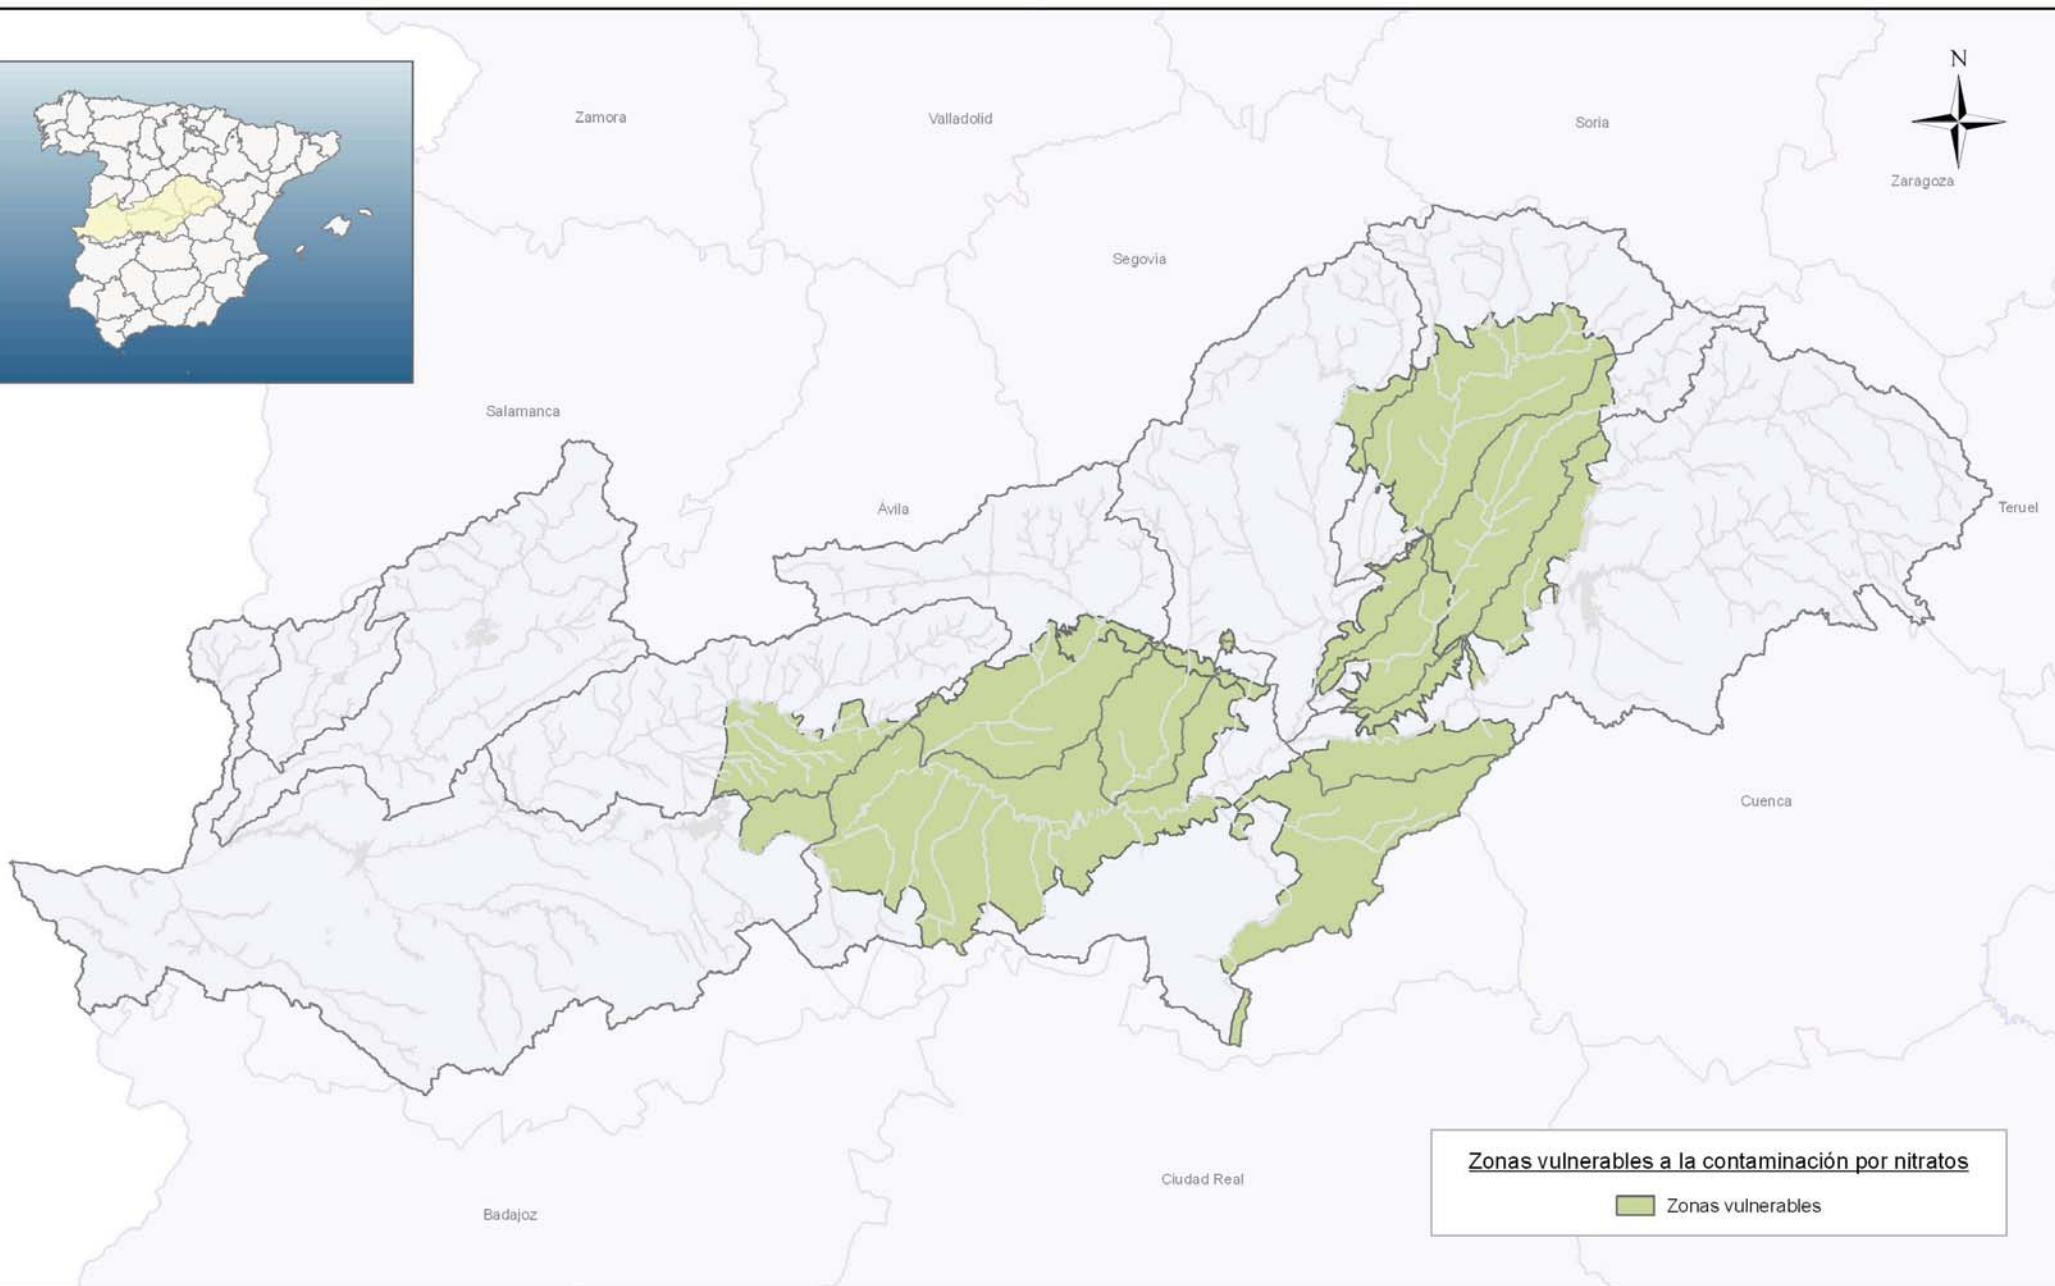 N
Zamora
Valladolid
Soria
Zaragoza
Segovia
Salamanca
Ávila
Teruel
Cuenca
Ciudad Real
Badajoz
Zonas vulnerables a la contaminación por nitratos
Zonas vulnerables